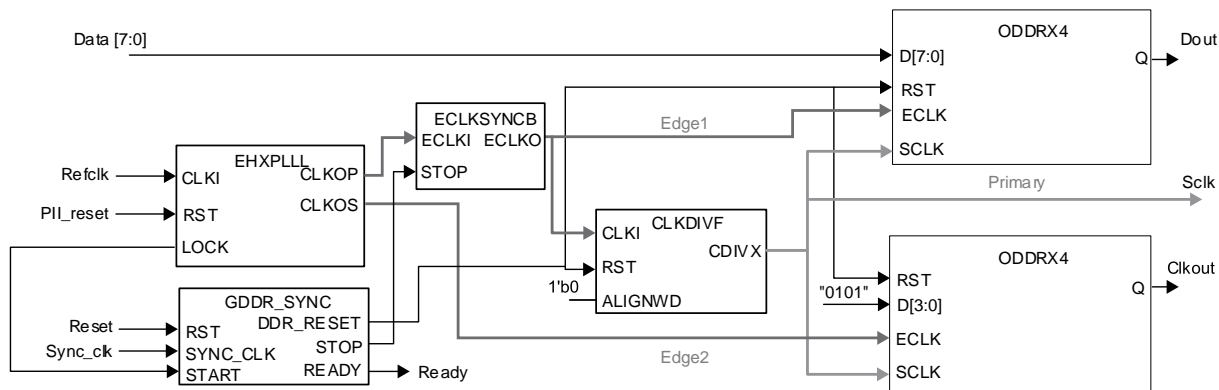 Data [7:0]
ODDRX4
Dout
D[7:0]
Q
RST
ECLK
SCLK
ECLKSYNCB
ECLKI
ECLKO
STOP
Edge1
EHXPLLL
Refclk
CLKI
CLKOP
Pll_reset
RST
CLKOS
LOCK
Primary
Sclk
CLKDIVF
CLKI
CDIVX
RST
1'b0
ALIGNWD
ODDRX4
RST
Q
Clkout
"0101"
D[3:0]
ECLK
SCLK
GDDR_SYNC
DDR_RESET
Reset
RST
STOP
Sync_clk
SYNC_CLK
READY
Ready
START
Edge2